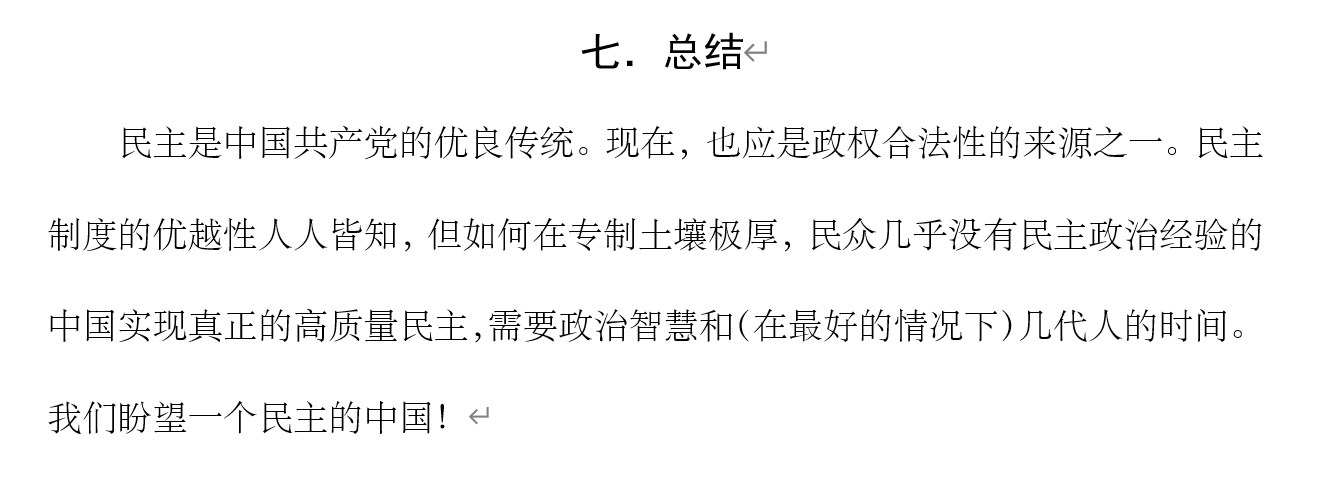 七．总结
民主是中国共产党的优良传统。现在，也应是政权合法性的来源之一。民主
制度的优越性人人皆知，但如何在专制土壤极厚，民众几乎没有民主政治经验的
中国实现真正的高质量民主,需要政治智慧和(在最好的情况下)几代人的时间。
我们盼望一个民主的中国！